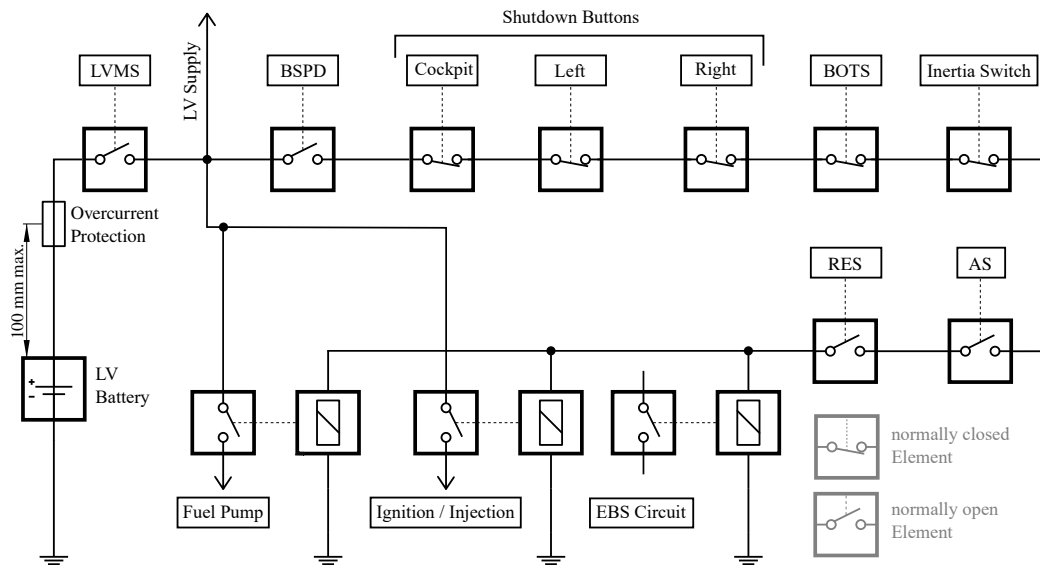 Shutdown Buttons
LVMS
BSPD
Cockpit
Left
Right
BOTS
Inertia Switch
LV Supply
Overcurrent
Protection
100 mm max.
RES
AS
+
-
LV
Battery
normally closed
Element
Fuel Pump
Ignition / Injection
EBS Circuit
normally open
Element